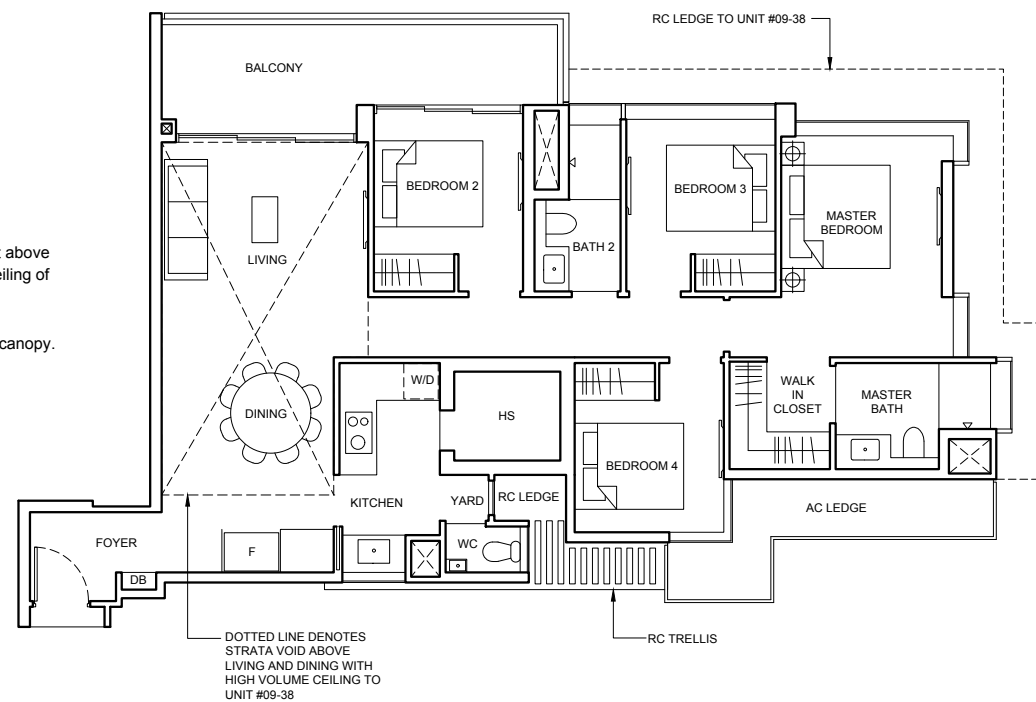 RC LEDGE TO UNIT #09-38
BALCONY
BEDROOM 2
BEDROOM 3
MASTER
BEDROOM
BATH 2
LIVING
above
eiling of
canopy.
W/D
HS
WALK
IN
CLOSET
MASTER
BATH
DINING
BEDROOM 4
KITCHEN
YARD
RC LEDGE
AC LEDGE
FOYER
F
WC
DB
DOTTED LINE DENOTES
STRATA VOID ABOVE
LIVING AND DINING WITH
HIGH VOLUME CEILING TO
UNIT #09-38
RC TRELLIS